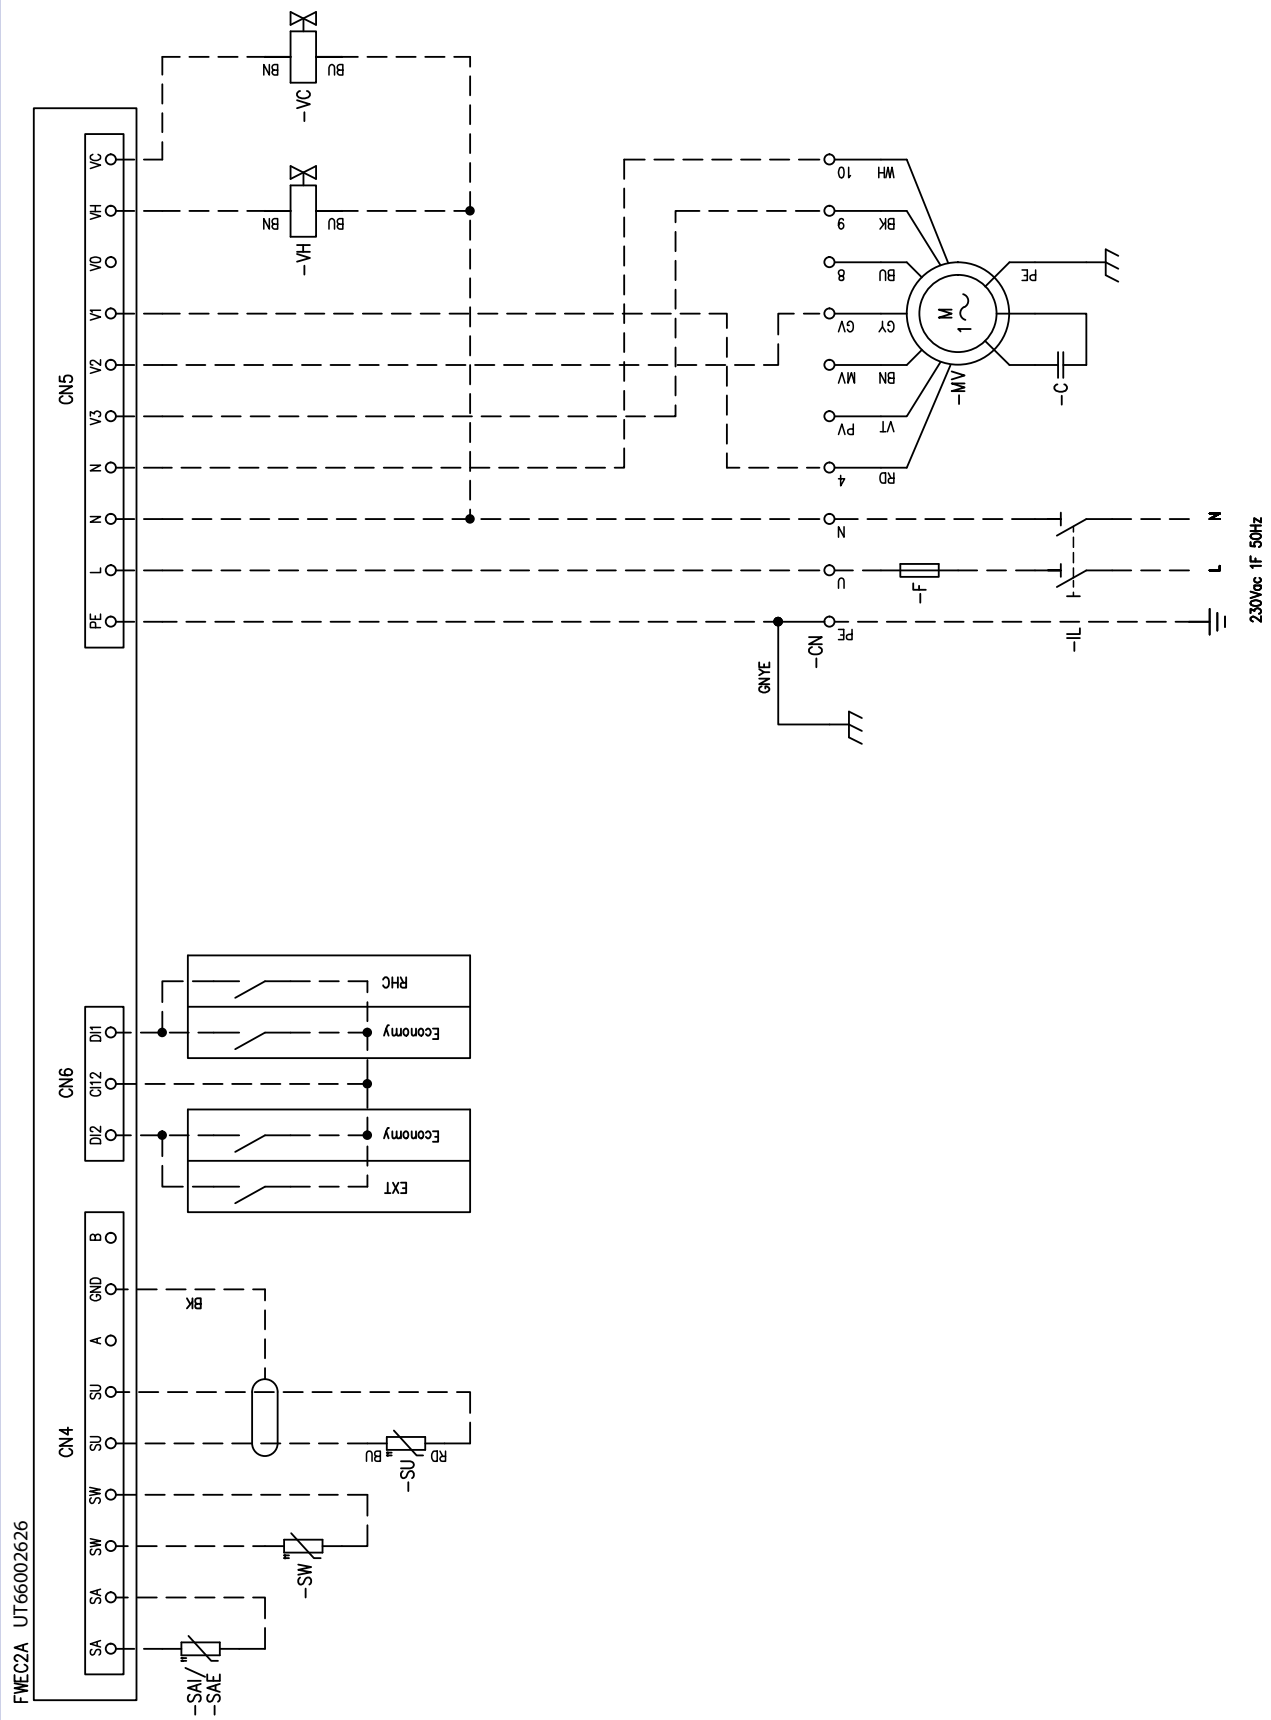 FWEC2A UT66002626
CN4
SA
SA
SW
SW
SU
SU
A
GND
B
CN6
DI2
CI12
DI1
CN5
PE
L
N
N
V3
V2
V1
V0
VH
VC
-SAI/
-SAE
-SW
BU
RD
-SU
BK
EXT
Economy
Economy
RHC
BN
BU
-VH
BN
BU
-VC
GNYE
-CN
PE
U
N
4
PV
MV
GV
8
9
10
RD
VT
BN
GY
BU
BK
WH
M
1
-MV
PE
-C
-F
-IL
L
N
230Vac 1F 50Hz